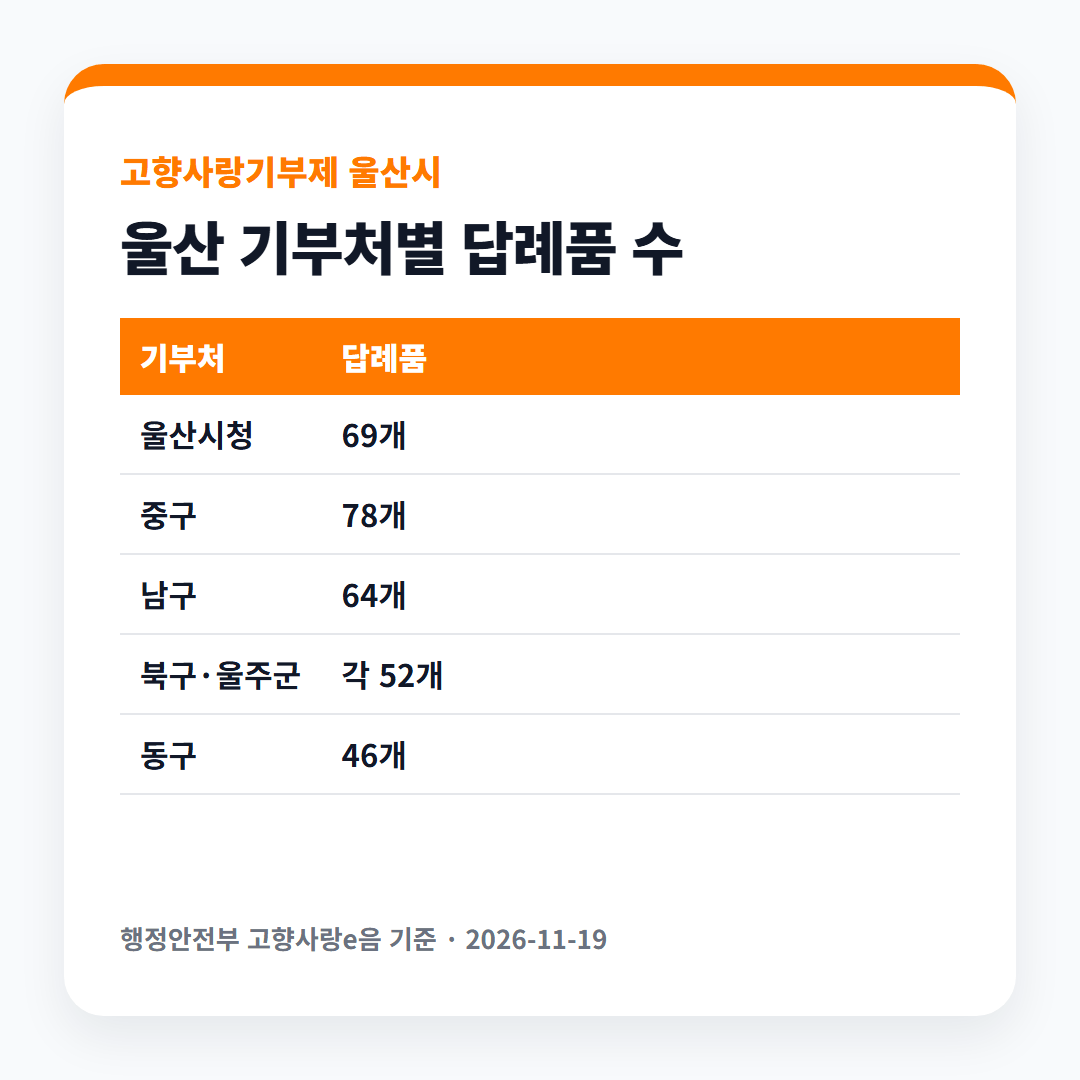 고향사랑기부제 울산시
울산 기부처별 답례품 수
기부처 답례품
울산시청 69개
중구 78개
남구 64개
북구·울주군 각 52개
동구 46개
행정안전부 고향사랑e음 기준 · 2026-11-19